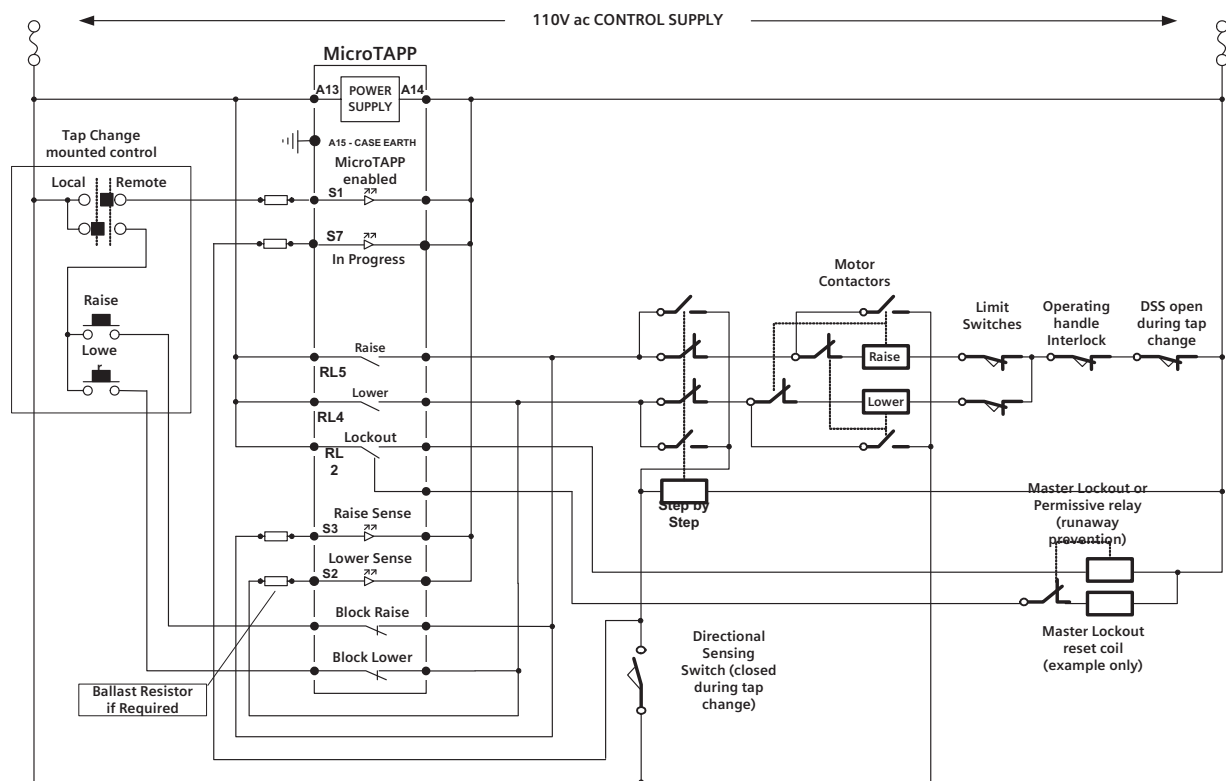 110V ac CONTROL SUPPLY
MicroTAPP
A13
POWER
SUPPLY
A14
A15 - CASE EARTH
Tap Change
mounted control
MicroTAPP
enabled
Local
Remote
S1
S7
In Progress
Raise
Lowe
r
Raise
RL5
Lower
RL4
Lockout
RL
2
Raise Sense
S3
Lower Sense
S2
Block Raise
Block Lower
Ballast Resistor
if Required
Motor
Contactors
Limit
Switches
Operating
handle
Interlock
DSS open
during tap
change
Raise
Lower
Step by
Step
Master Lockout or
Permissive relay
(runaway
prevention)
Master Lockout
reset coil
(example only)
Directional
Sensing
Switch (closed
during tap
change)